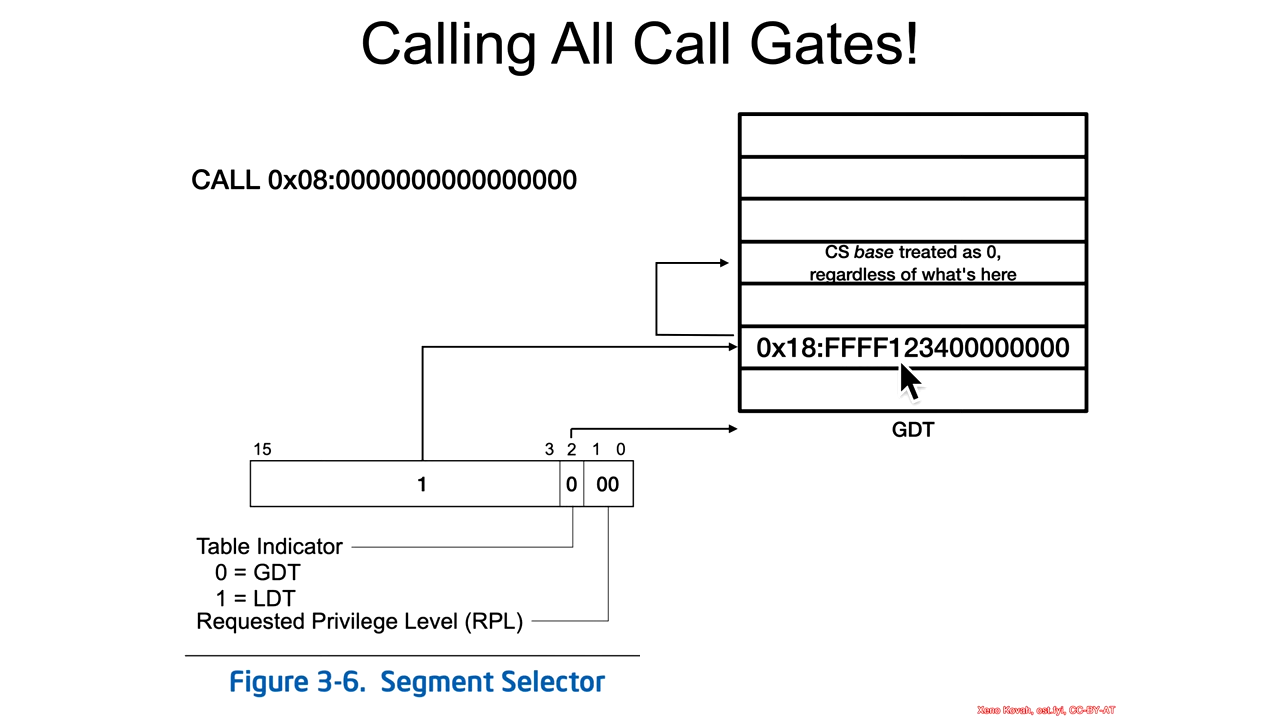 Calling All Call Gates!
CALL 0x08:0000000000000000
CS base treated as 0,
regardless of what's here
0x18:FFFF123400000000
GDT
15 3 2 1 0
1 0 00
Table Indicator
0 = GDT
1 = LDT
Requested Privilege Level (RPL)
Figure 3-6. Segment Selector
Xeno Kovah, ost.fyi, CC-BY-AT